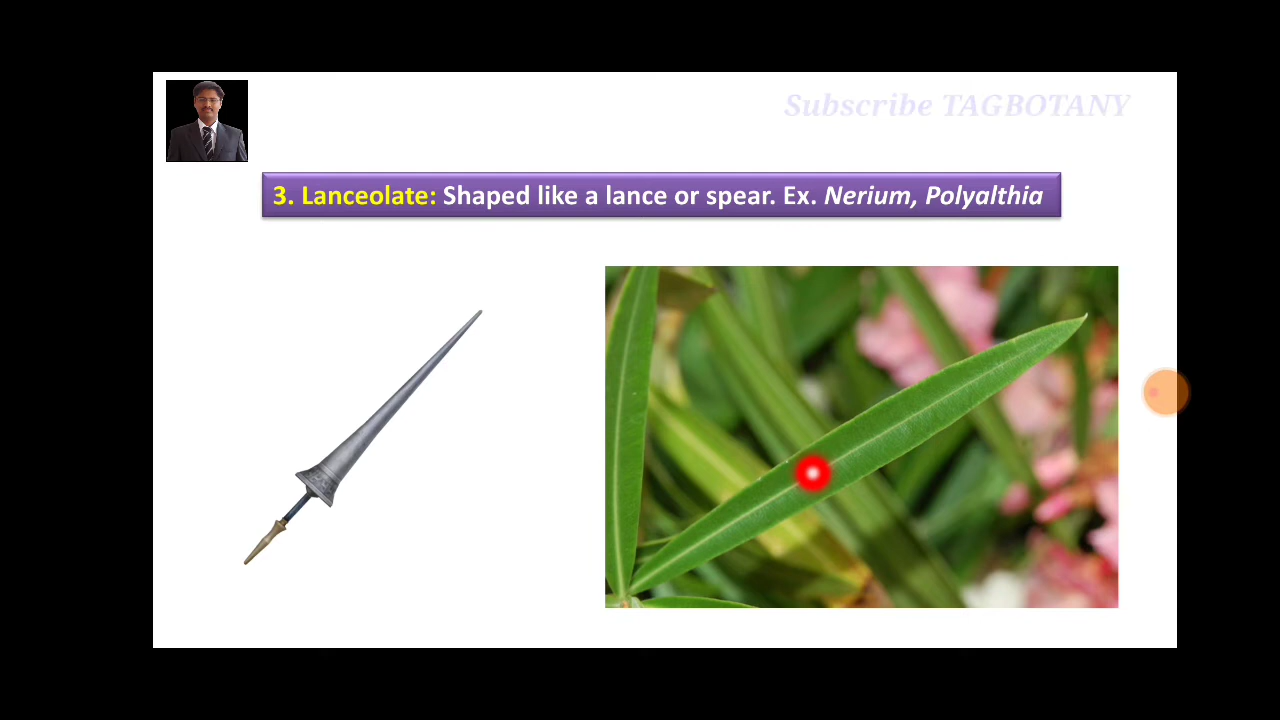 Subscribe TAGBOTANY
3. Lanceolate: Shaped like a lance or spear. Ex. Nerium, Polyalthia